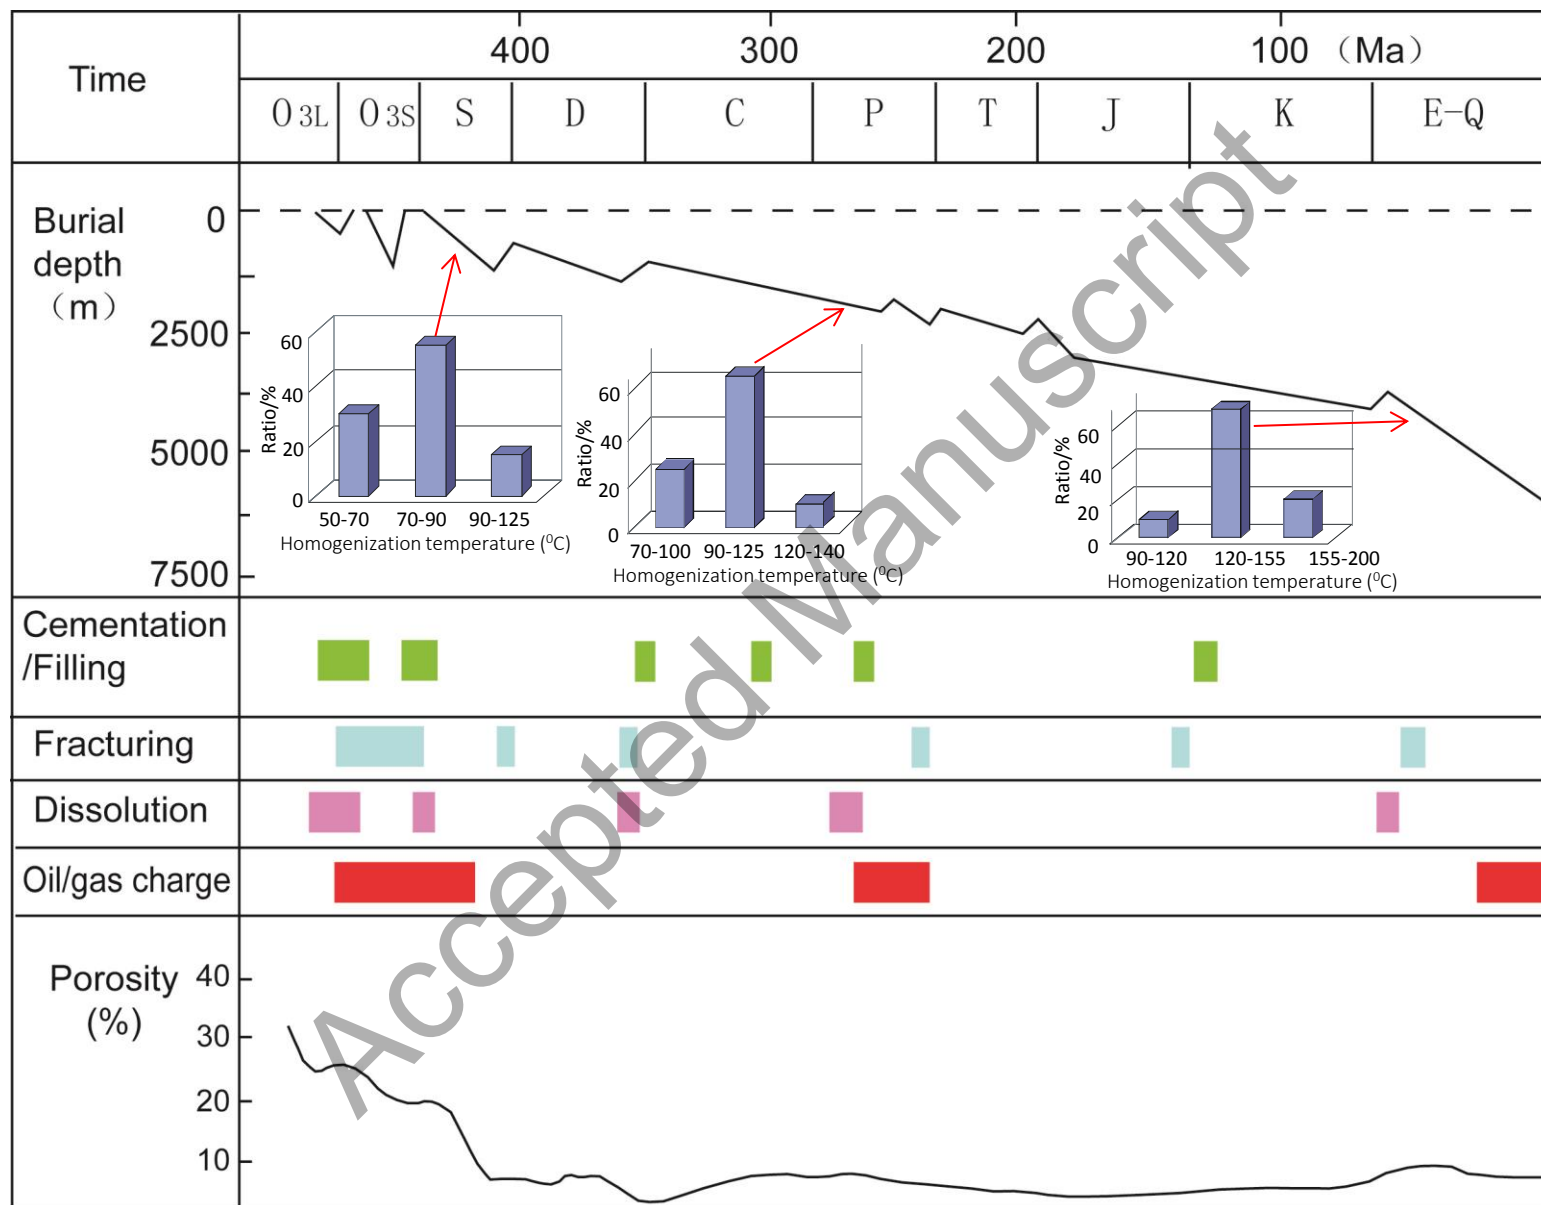 Time
400 300 200 100 （Ma）
O 3L O 3S S D C P T J K E-Q
Burial
depth
（m）
0
2500
5000
7500
Ratio/%
60
40
20
0
50-70 70-90 90-125
Homogenization temperature (⁰C)
Ratio/%
60
40
20
0
70-100 90-125 120-140
Homogenization temperature (⁰C)
Ratio/%
60
40
20
0
90-120 120-155 155-200
Homogenization temperature (⁰C)
Cementation
/Filling
Fracturing
Dissolution
Oil/gas charge
Porosity
(%)
40
30
20
10
Accepted Manuscript